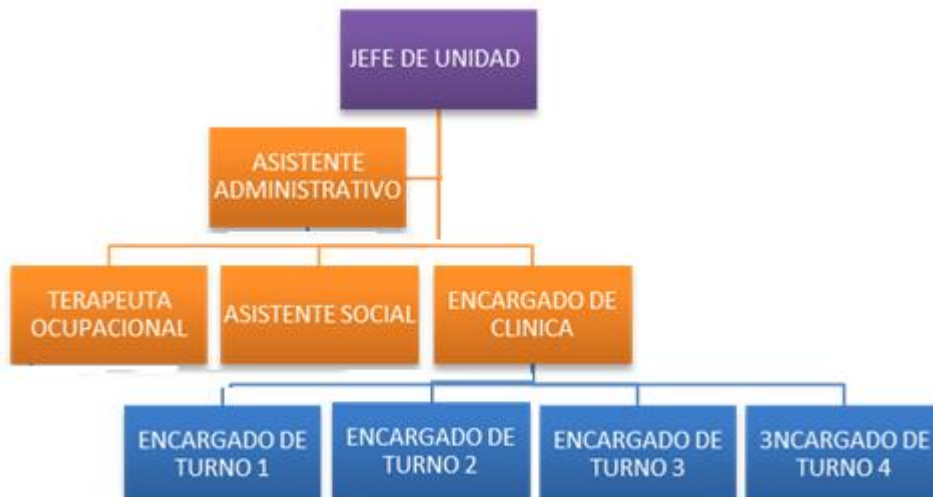 JEFE DE UNIDAD
ASISTENTE
ADMINISTRATIVO
TERAPEUTA
OCUPACIONAL
ASISTENTE SOCIAL
ENCARGADO DE
CLINICA
ENCARGADO DE
TURNO 1
ENCARGADO DE
TURNO 2
ENCARGADO DE
TURNO 3
3NCARGADO DE
TURNO 4